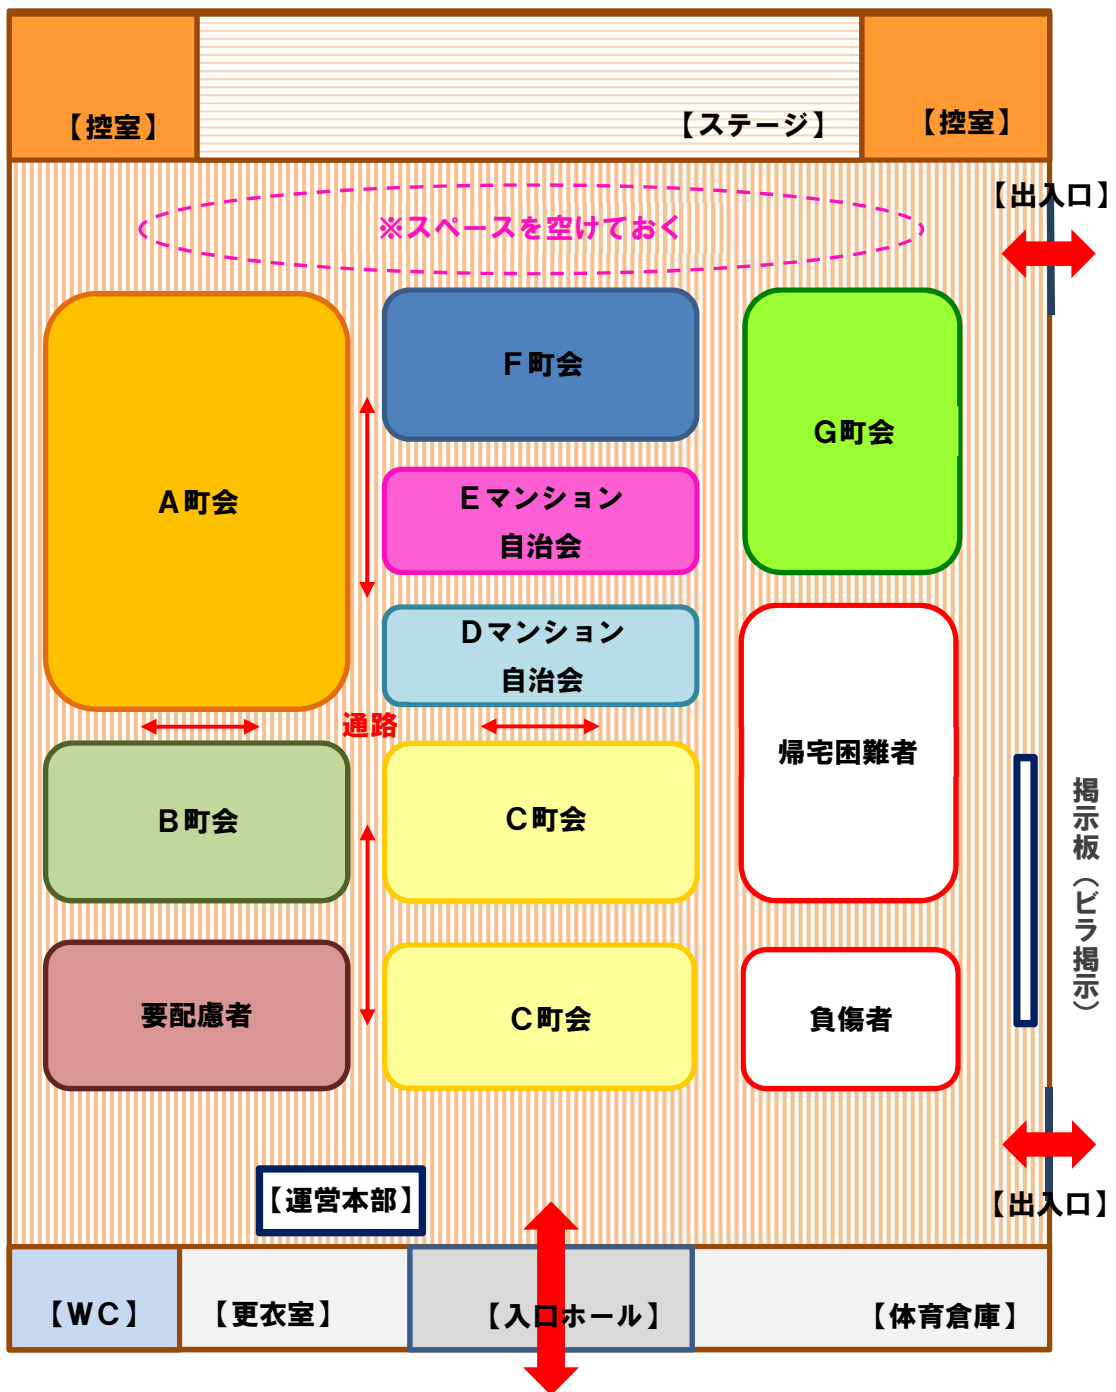 【控室】
【ステージ】
【控室】
【出入口】
※スペースを空けておく
A町会
F町会
G町会
Eマンション
自治会
Dマンション
自治会
通路
帰宅困難者
B町会
C町会
掲示板（ビラ掲示）
要配慮者
C町会
負傷者
【運営本部】
【出入口】
【WC】
【更衣室】
【入口ホール】
【体育倉庫】